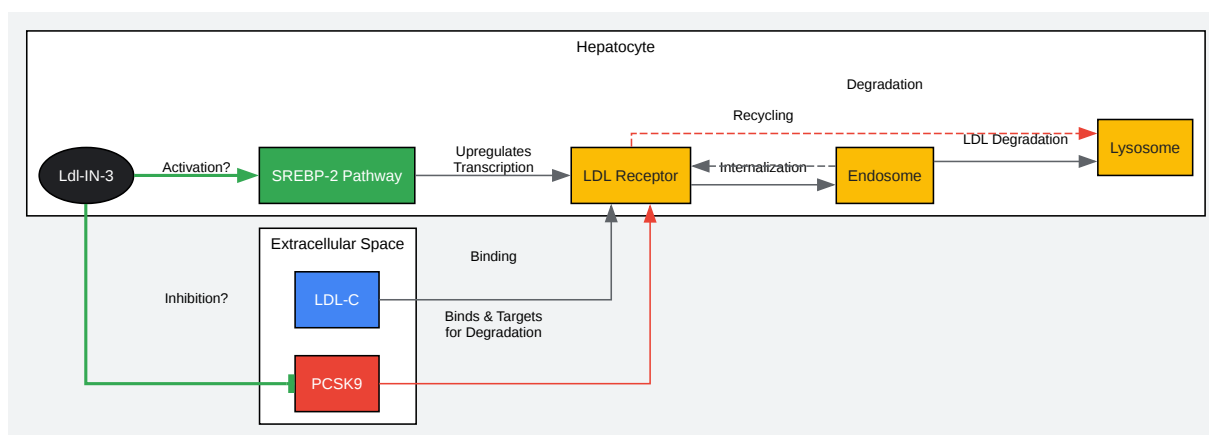 Hepatocyte
Degradation
Recycling
LDL Degradation
Lysosome
Upregulates
Transcription
Activation?
Internalization
Ldl-IN-3
SREBP-2 Pathway
LDL Receptor
Endosome
Extracellular Space
Binding
Inhibition?
LDL-C
Binds & Targets
for Degradation
PCSK9